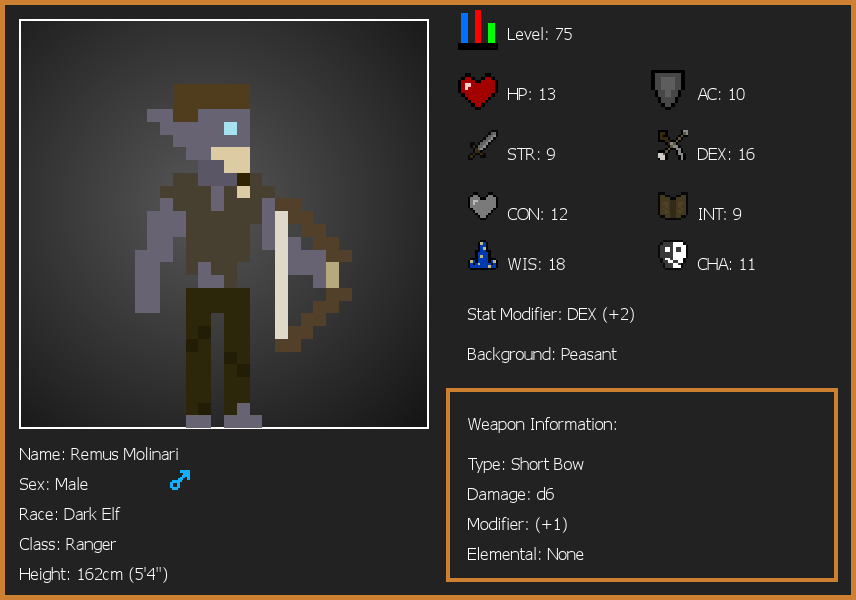 Level: 75
HP: 13
AC: 10
STR: 9
DEX: 16
CON: 12
INT: 9
WIS: 18
CHA: 11
Stat Modifier: DEX (+2)
Background: Peasant
Weapon Information:
Type: Short Bow
Damage: d6
Modifier: (+1)
Elemental: None
Name: Remus Molinari
Sex: Male
Race: Dark Elf
Class: Ranger
Height: 162cm (5'4")